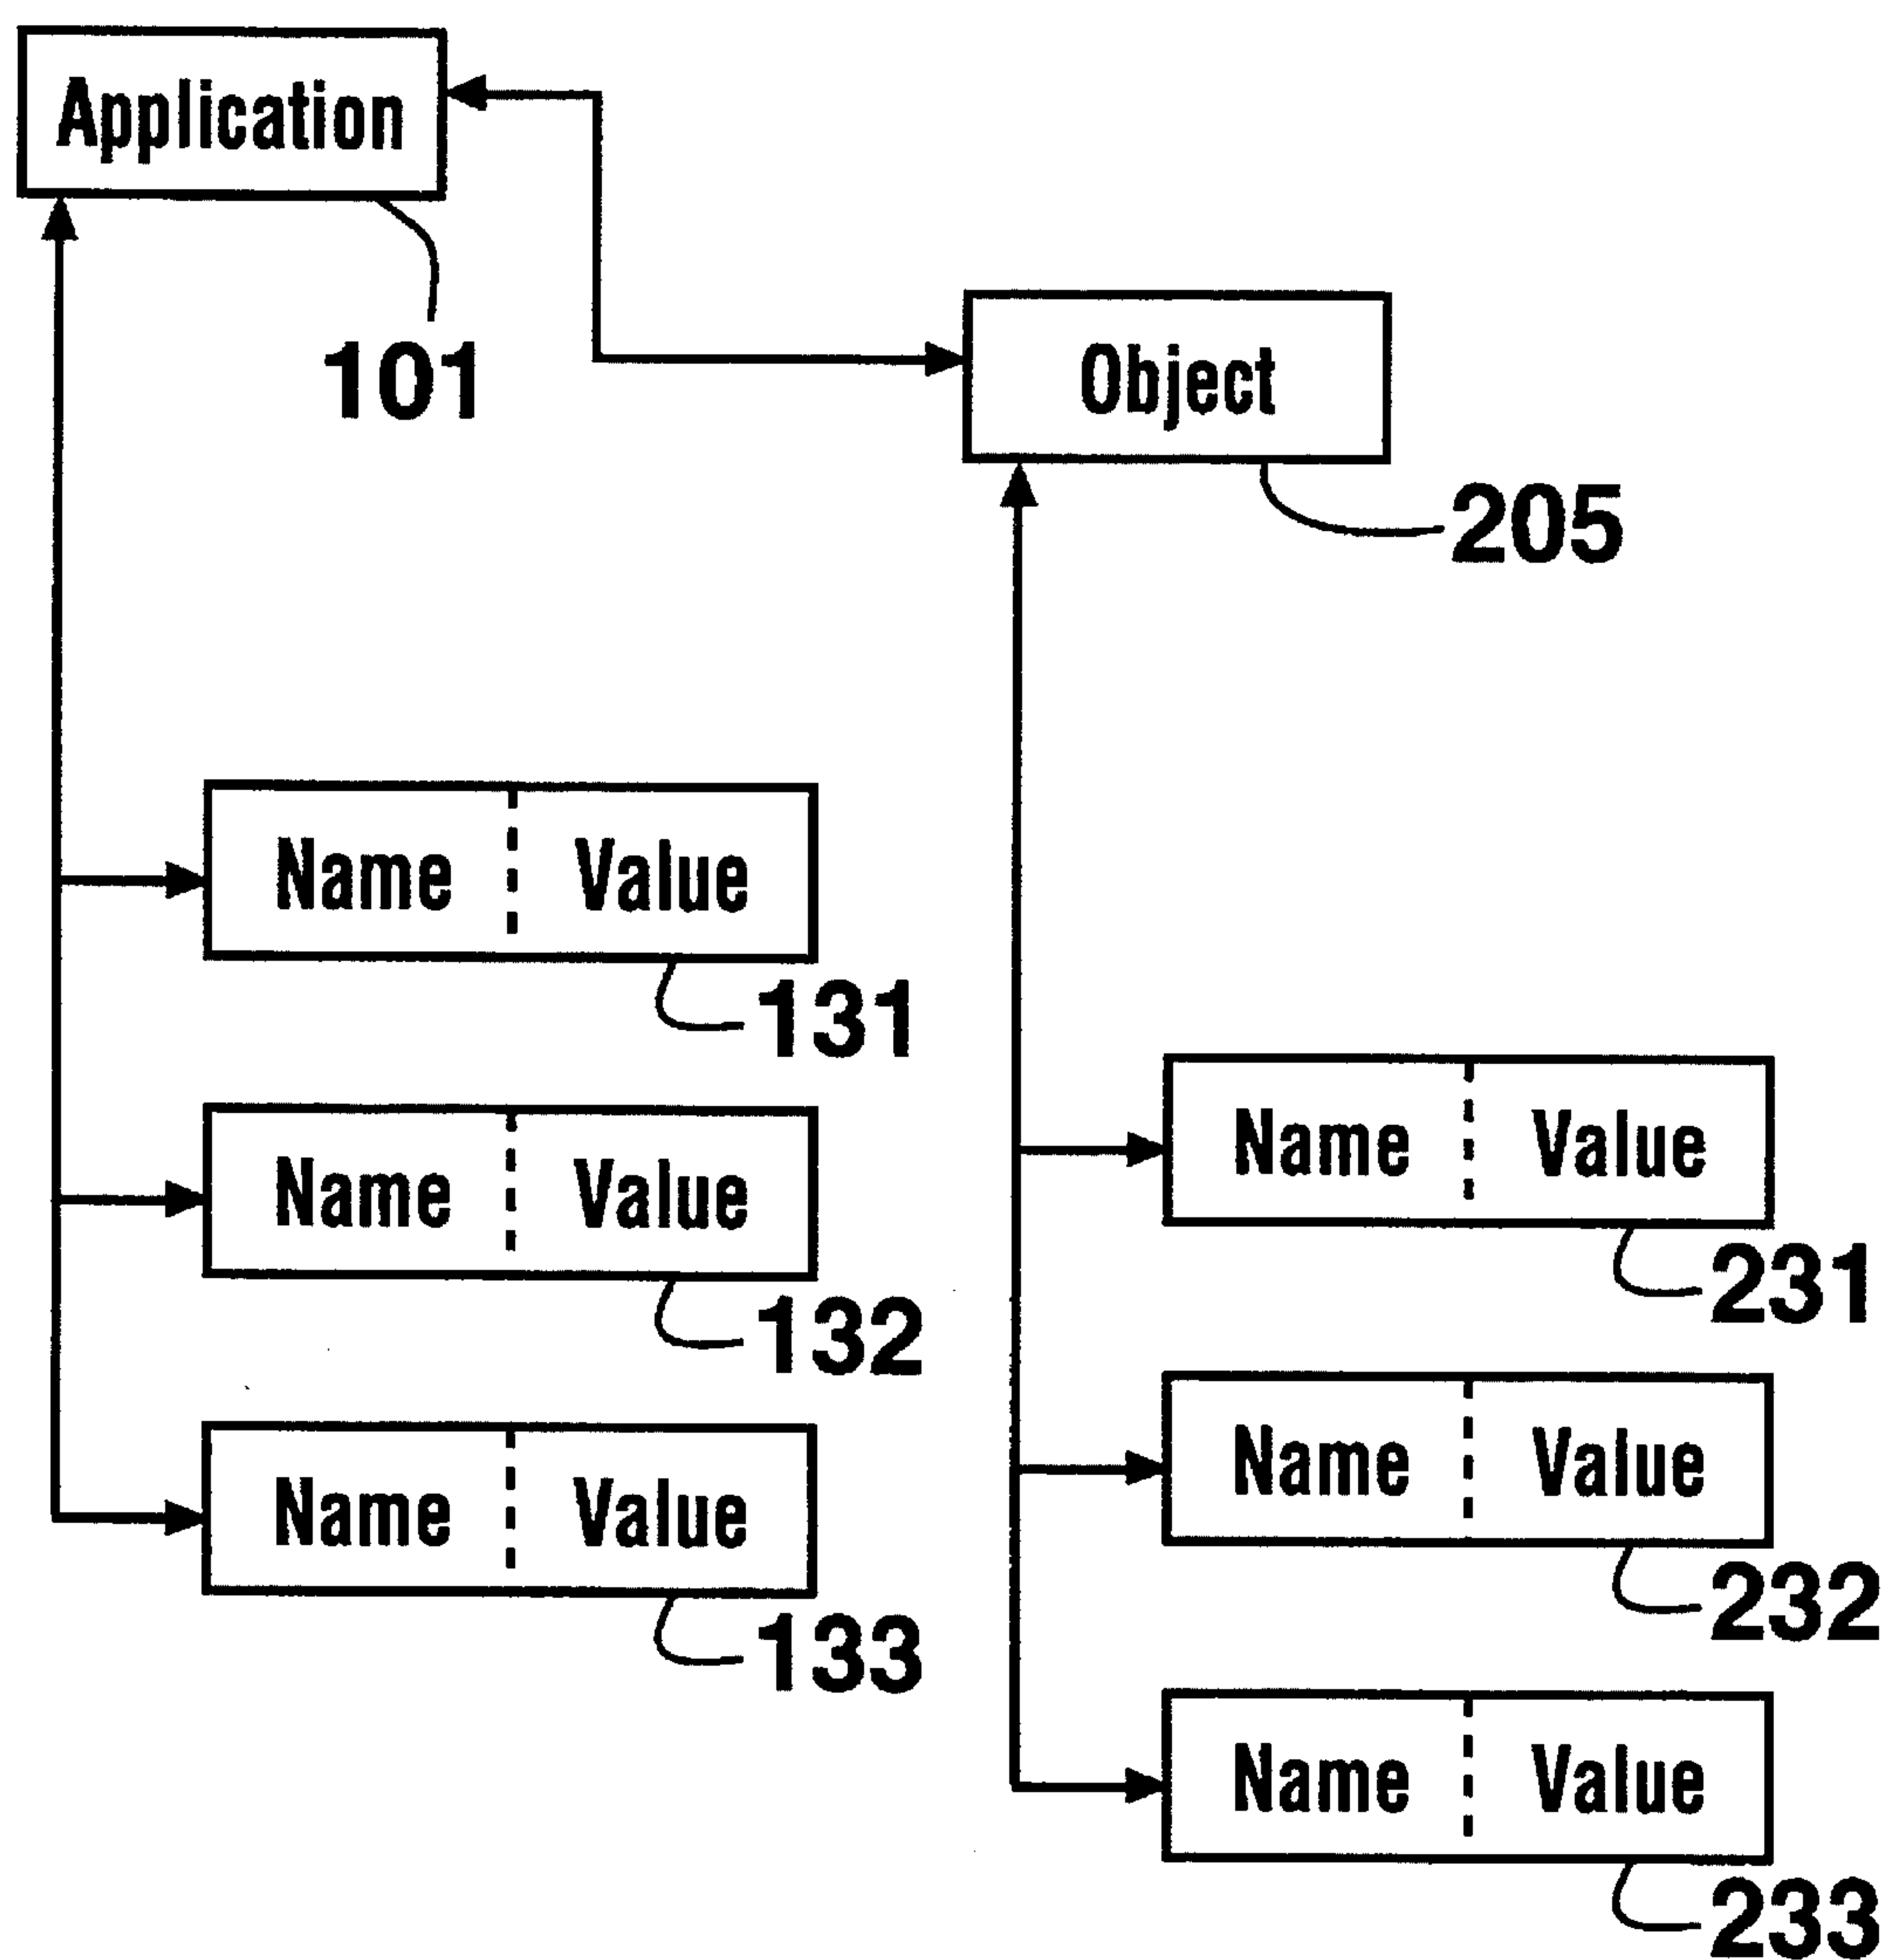 Application
101
Object
205
Name Value
131
Name Value
132
Name Value
133
Name Value
231
Name Value
232
Name Value
233